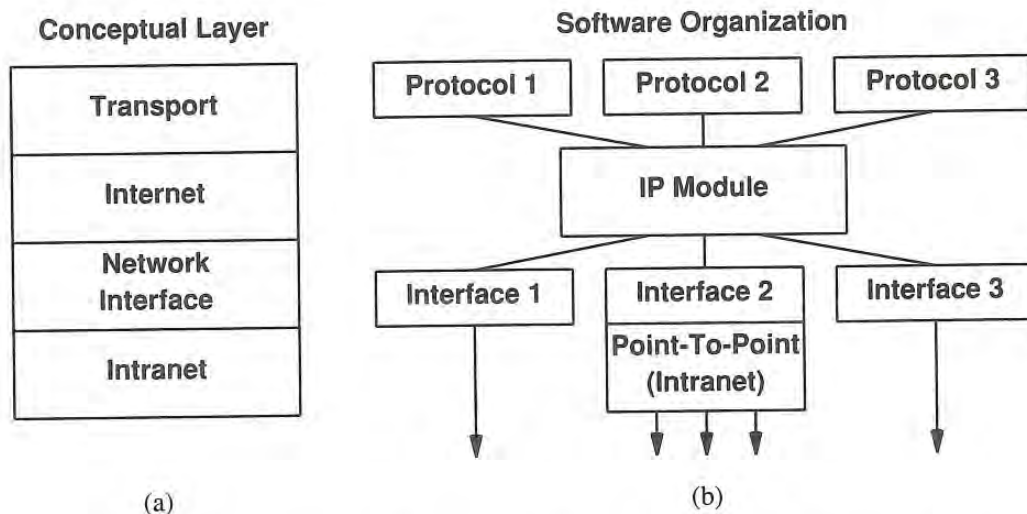 Conceptual Layer
Transport
Internet
Network
Interface
Intranet
(a)
Software Organization
Protocol 1
Protocol 2
Protocol 3
IP Module
Interface 1
Interface 2
Interface 3
Point-To-Point
(Intranet)
(b)